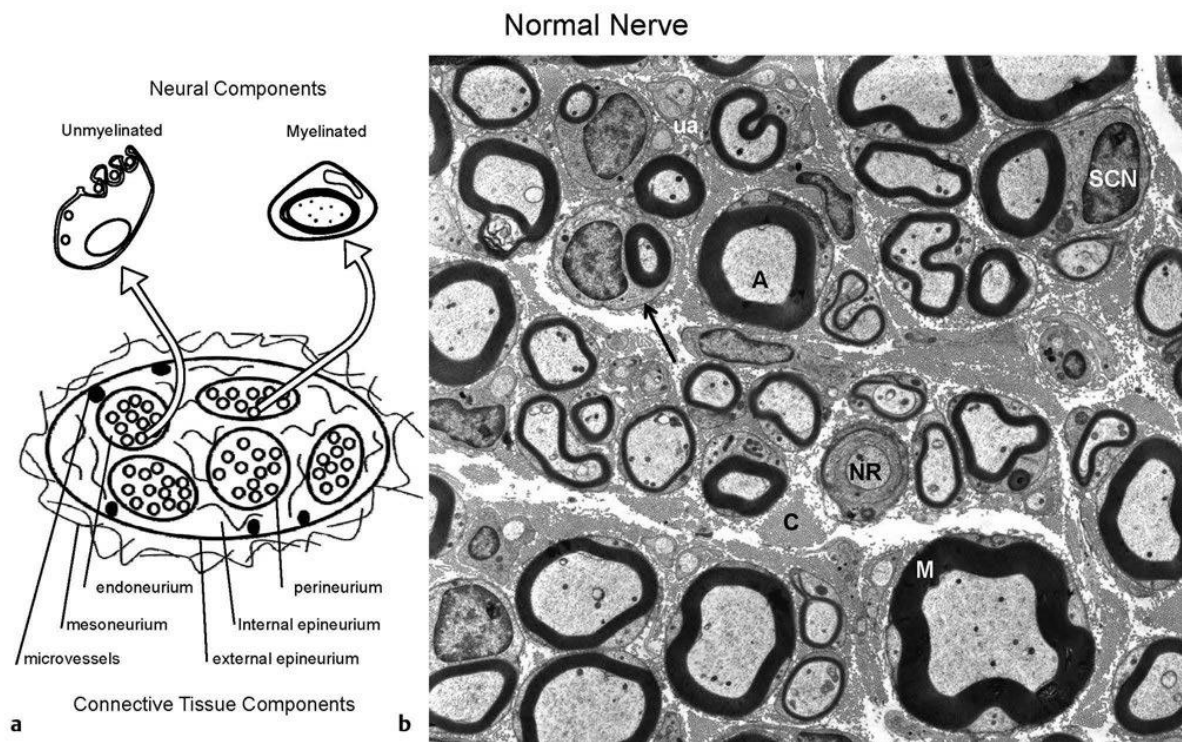 Normal Nerve
Neural Components
Unmyelinated
Myelinated
endoneurium
perineurium
mesoneurium
Internal epineurium
microvessels
external epineurium
Connective Tissue Components
a
b
ua
SCN
A
NR
C
M